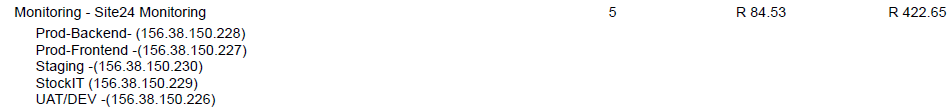 Monitoring - Site24 Monitoring 5 R 84.53 R 422.65
Prod-Backend- (156.38.150.228)
Prod-Frontend -(156.38.150.227)
Staging -(156.38.150.230)
StockIT (156.38.150.229)
UAT/DEV -(156.38.150.226)